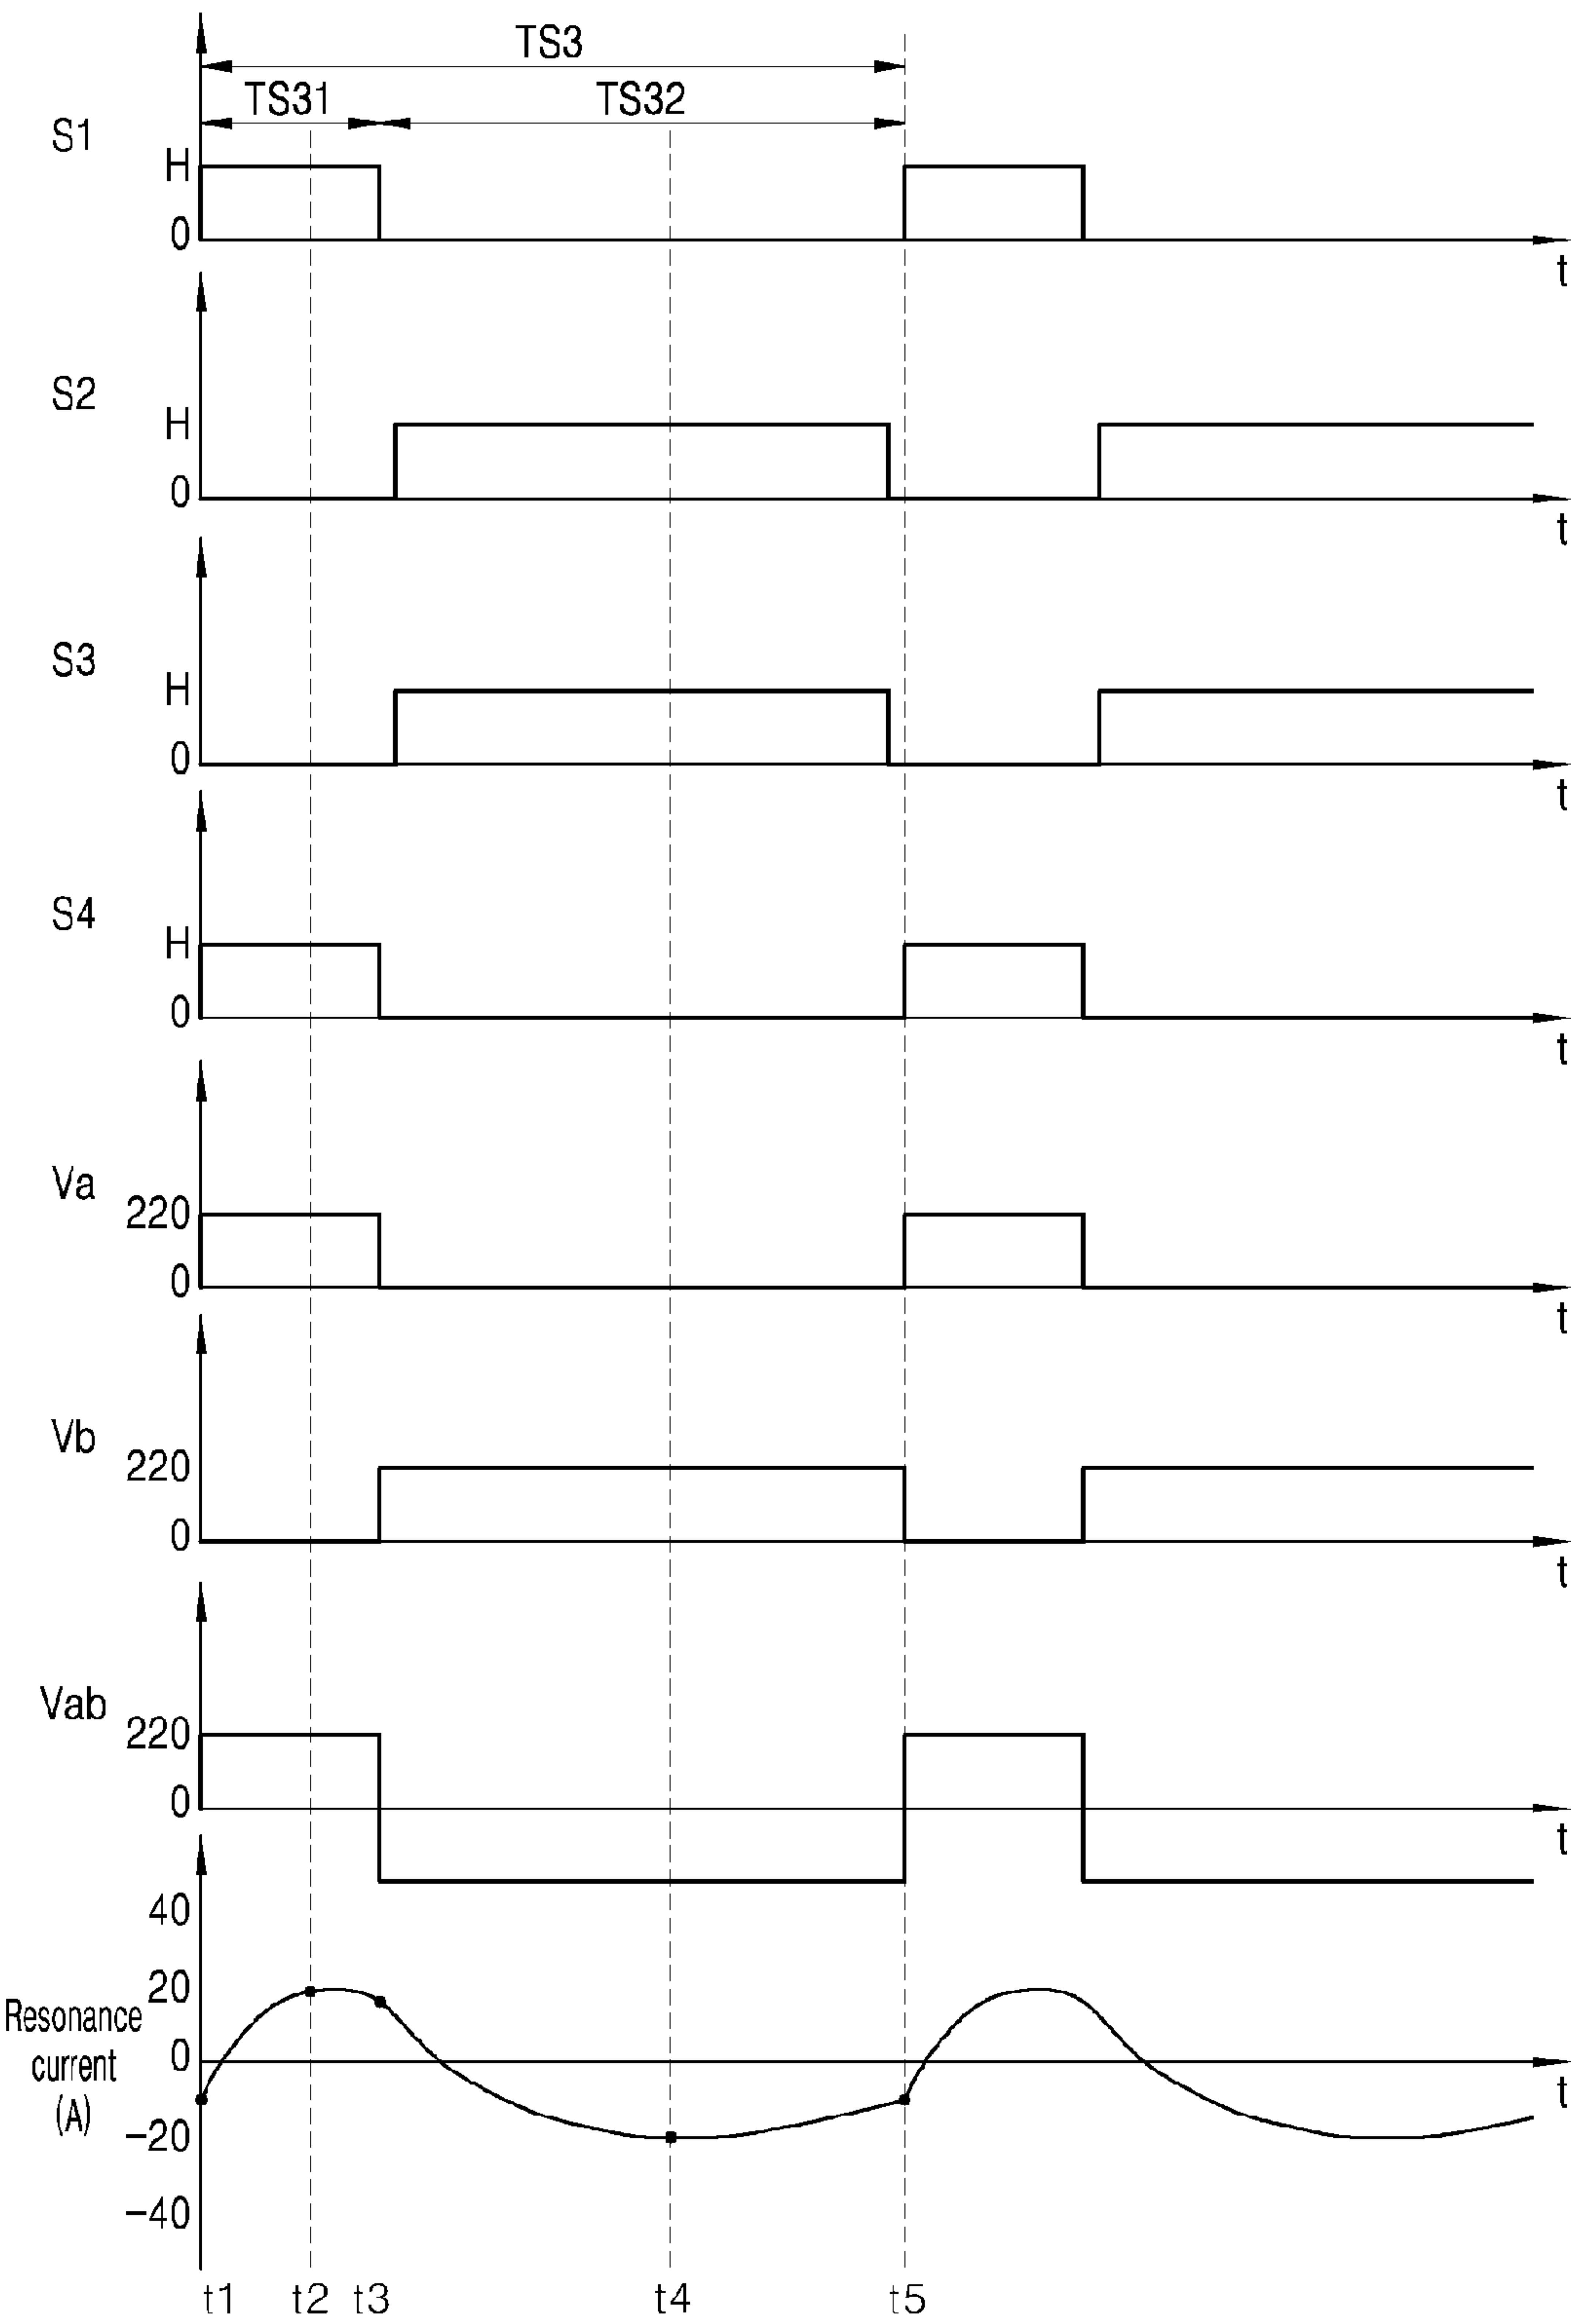 TS3
TS31 TS32
S1
H
0
t
S2
H
0
t
S3
H
0
t
S4
H
0
t
Va
220
0
t
Vb
220
0
t
Vab
220
0
t
40
20
Resonance
current
(A)
0
t
−20
−40
t1 t2 t3 t4 t5